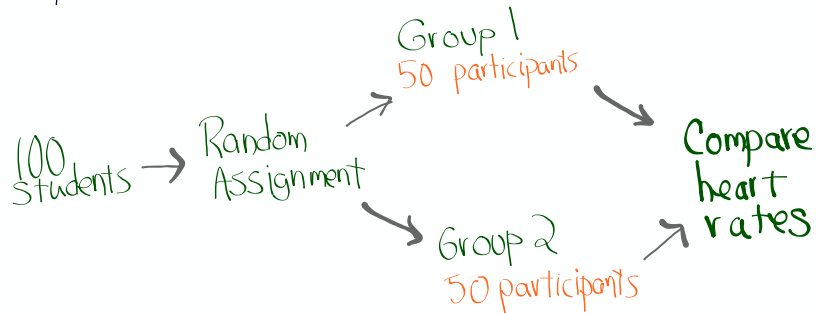 100
students
Random
Assignment
Group 1
50 participants
Group 2
50 participants
Compare
heart
rates